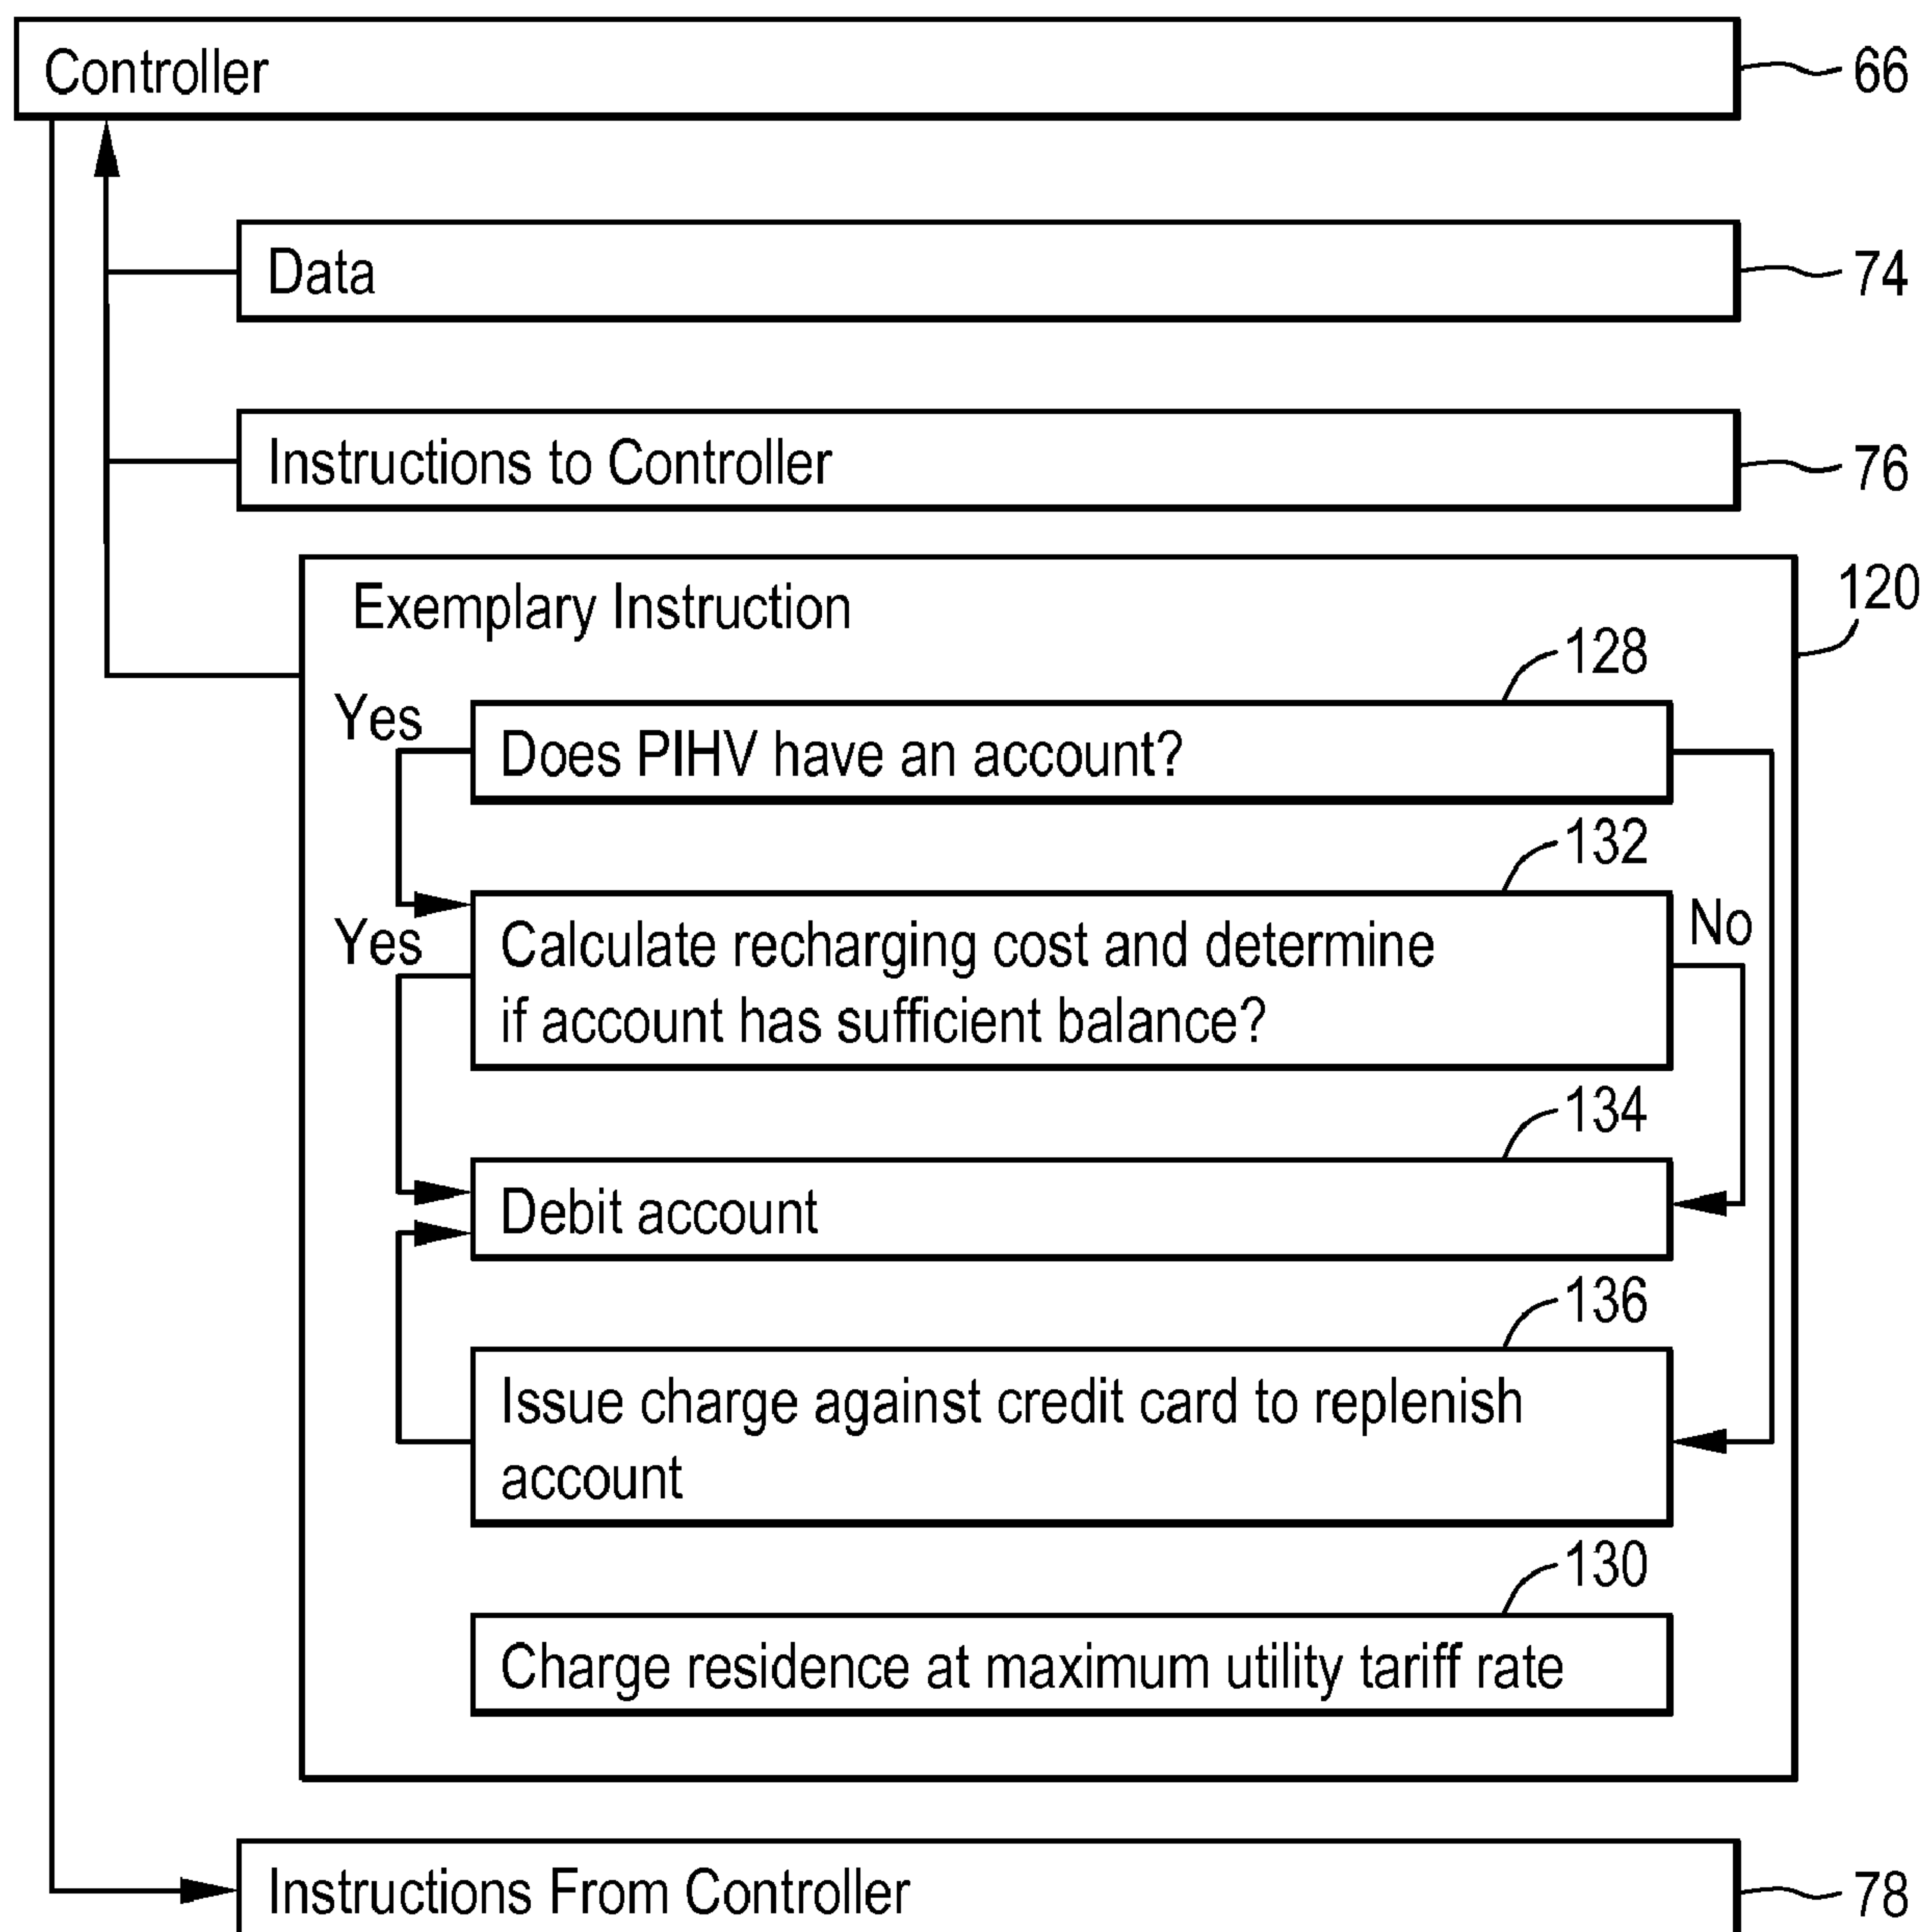 Controller
66
Data
74
Instructions to Controller
76
120
Exemplary Instruction
128
Yes
Does PIHV have an account?
132
Yes
No
Calculate recharging cost and determine
if account has sufficient balance?
134
Debit account
136
Issue charge against credit card to replenish
account
130
Charge residence at maximum utility tariff rate
Instructions From Controller
78